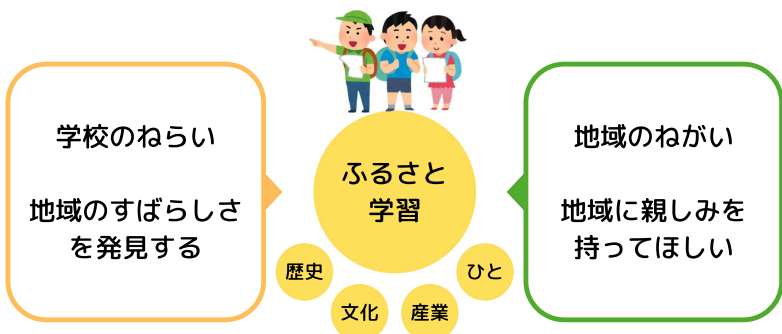 学校のねらい
地域のすばらしさ
を発見する
ふるさと
学習
歴史
文化
産業
ひと
地域のねがい
地域に親しみを
持ってほしい